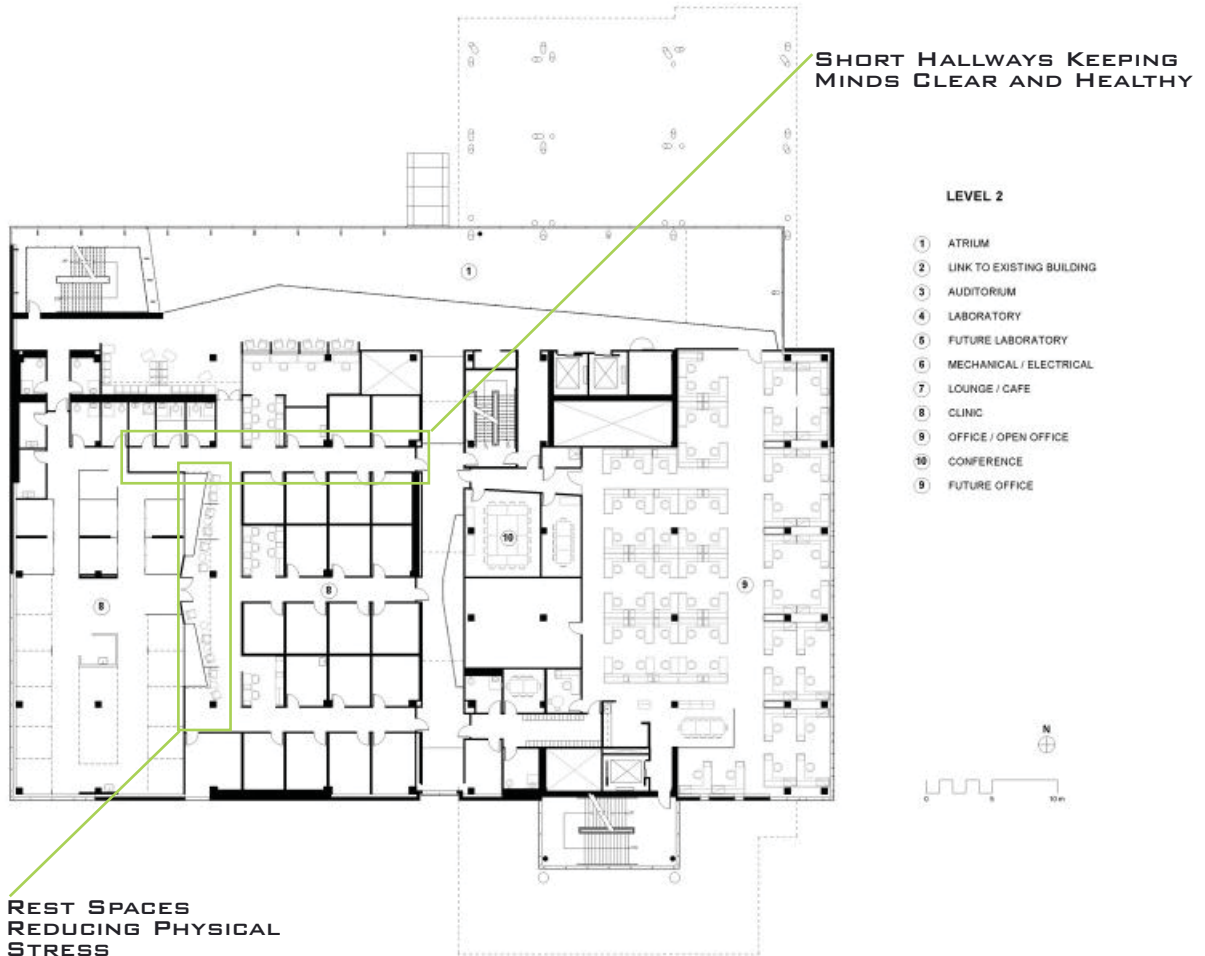 SHORT HALLWAYS KEEPING
MINDS CLEAR AND HEALTHY
LEVEL 2
1 ATRIUM
2 LINK TO EXISTING BUILDING
3 AUDITORIUM
4 LABORATORY
5 FUTURE LABORATORY
6 MECHANICAL / ELECTRICAL
7 LOUNGE / CAFE
8 CLINIC
9 OFFICE / OPEN OFFICE
10 CONFERENCE
9 FUTURE OFFICE
1
10
9
8
8
N
0 5 10 m
REST SPACES
REDUCING PHYSICAL
STRESS